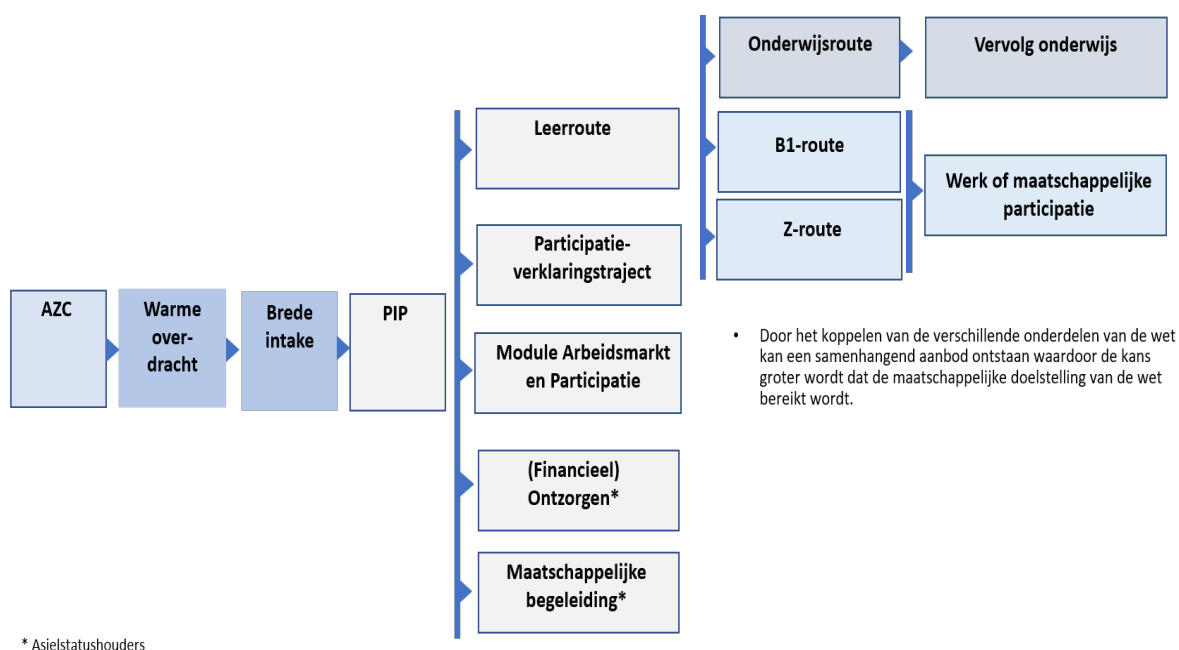 AZC
Warme
over-
dracht
Brede
intake
PIP
Leerroute
Participatie-
verklaringstraject
Module Arbeidsmarkt
en Participatie
(Financieel)
Ontzorgen*
Maatschappelijke
begeleiding*
Onderwijsroute
Vervolg onderwijs
B1-route
Z-route
Werk of maatschappelijke
participatie
• Door het koppelen van de verschillende onderdelen van de wet
kan een samenhangend aanbod ontstaan waardoor de kans
groter wordt dat de maatschappelijke doelstelling van de wet
bereikt wordt.
* Asielstatushouders